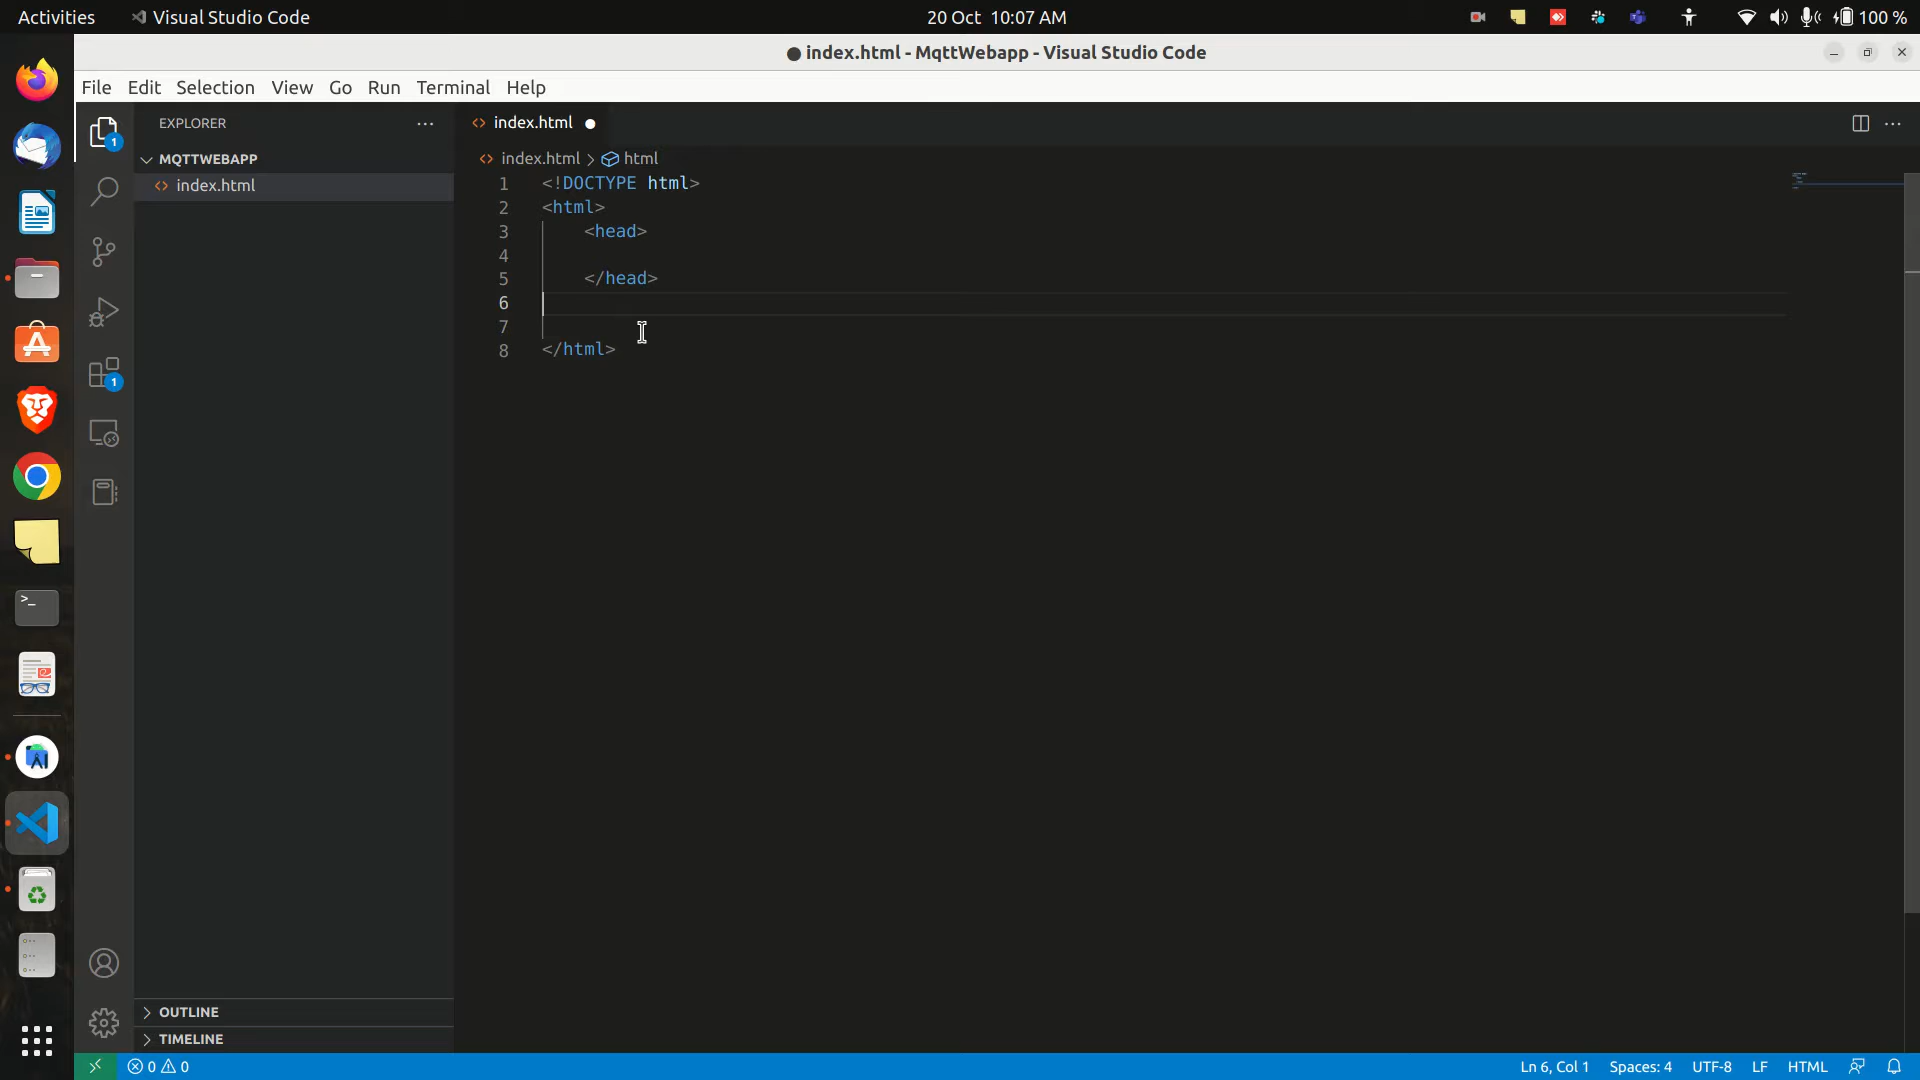 Activities
Visual Studio Code
20 Oct 10:07 AM
100 %
index.html - MqttWebapp - Visual Studio Code
File Edit Selection View Go Run Terminal Help
EXPLORER
index.html
MQTTWEBAPP
index.html > html
index.html
1 <!DOCTYPE html>
2 <html>
3 <head>
4
5 </head>
6
7
8 </html>
1
1
OUTLINE
TIMELINE
0 0
Ln 6, Col 1 Spaces: 4 UTF-8 LF HTML